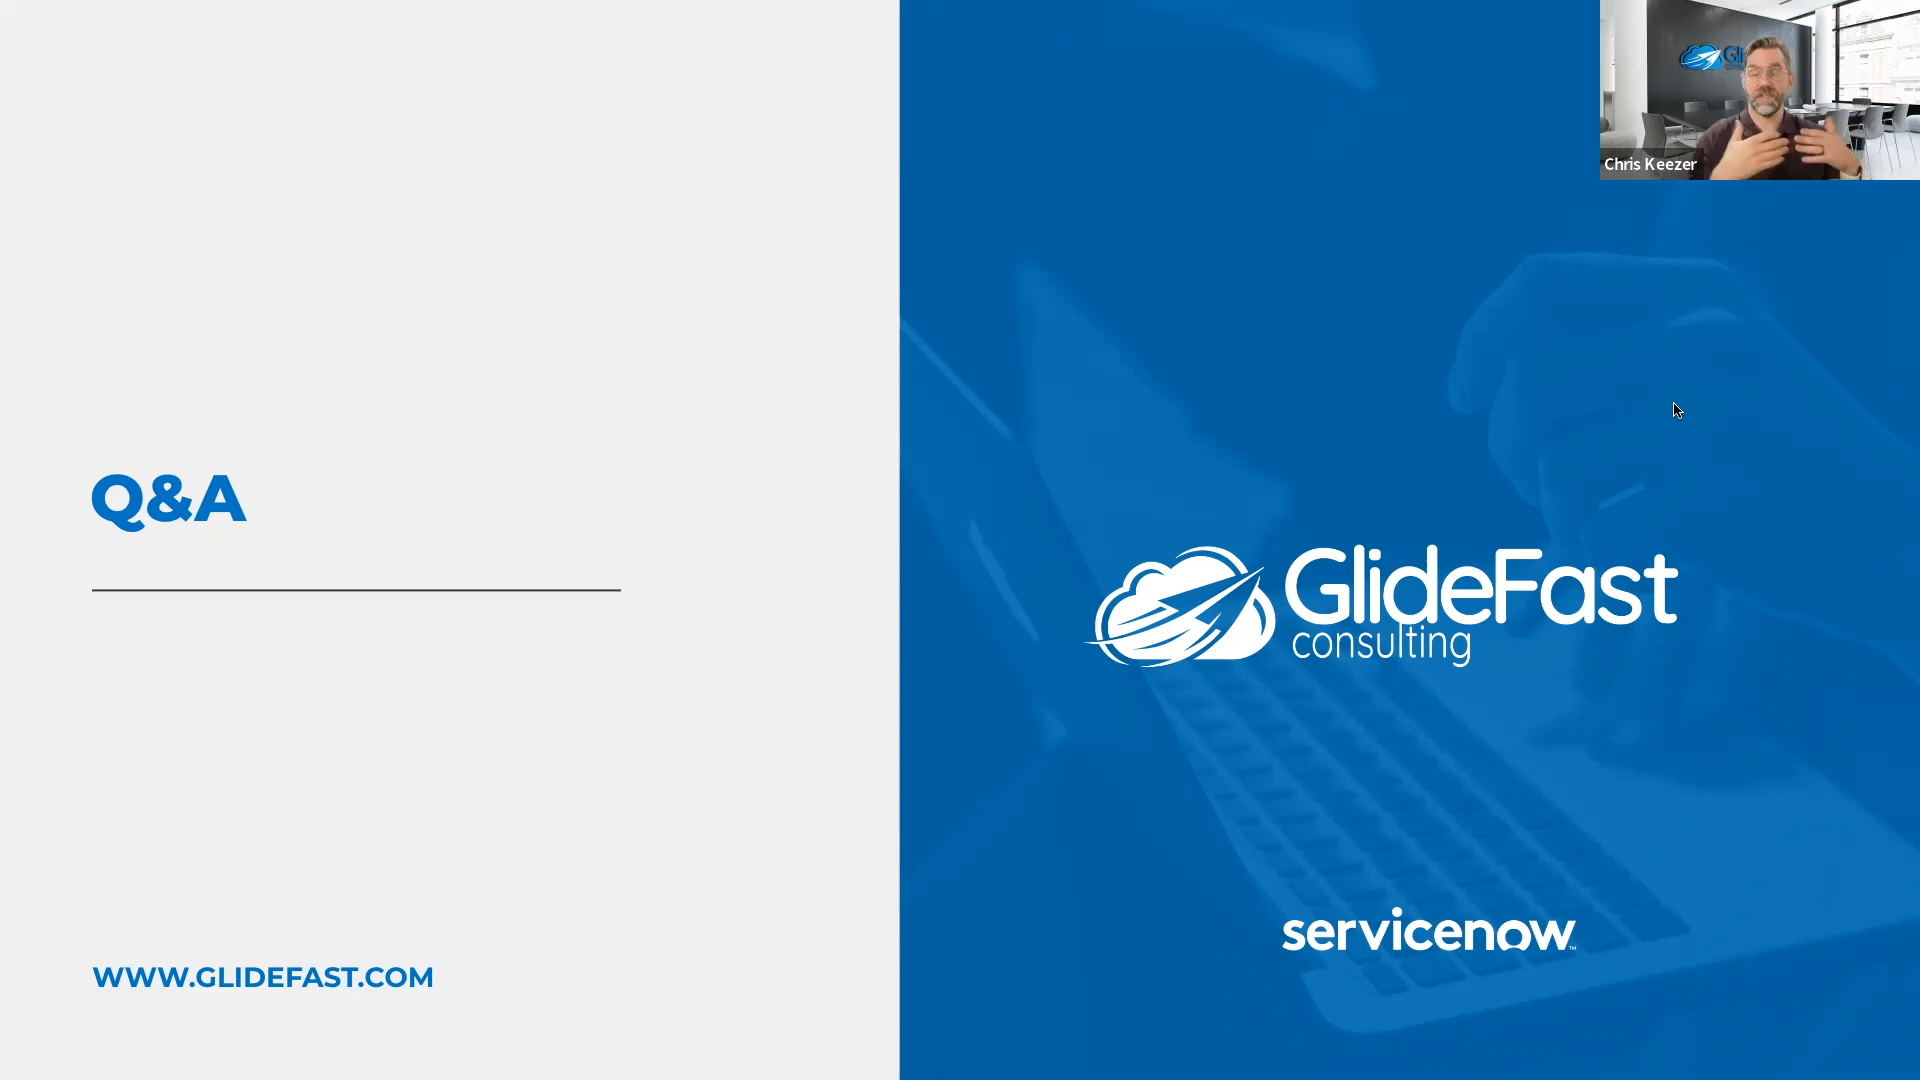 Chris Keezer
Q&A
GlideFast
consulting
servicenow
WWW.GLIDEFAST.COM